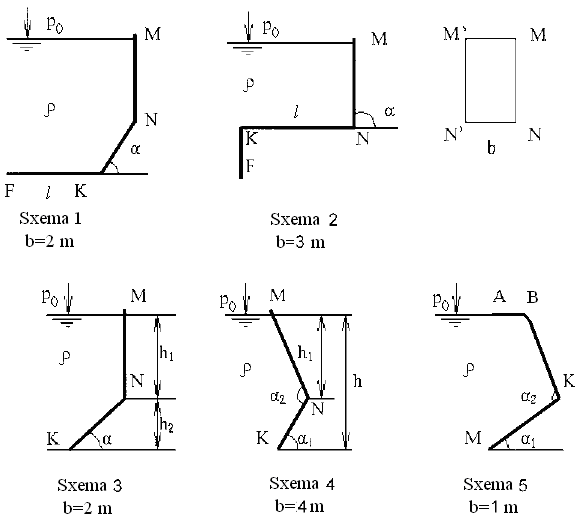 p0 M
ρ
N
α
F l K
Sxema 1
b=2 m
p0 M
ρ
l α
K N
F
Sxema 2
b=3 m
M' M
N' N
b
p0 M
ρ h1
N
K α h2
Sxema 3
b=2 m
p0 M
ρ h1 h
α2 N
K α1
Sxema 4
b=4 m
p0 A B
ρ
α2 K
M α1
Sxema 5
b=1 m